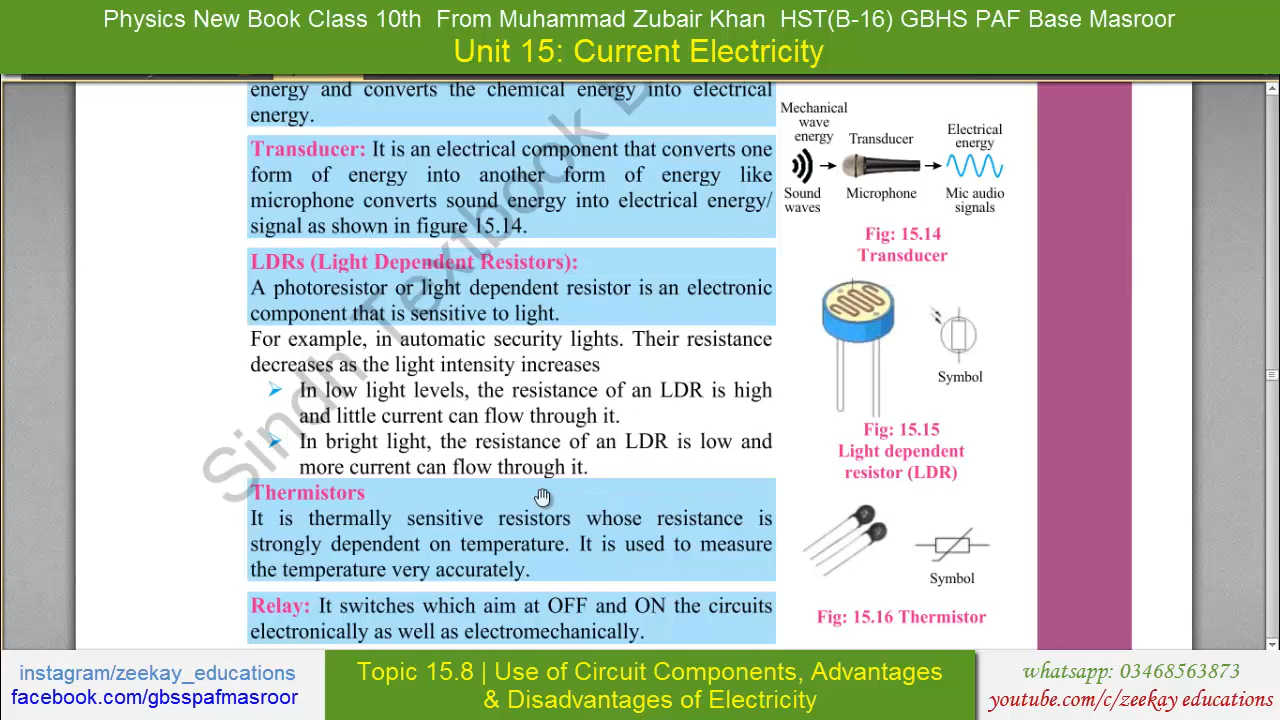 Physics New Book Class 10th From Muhammad Zubair Khan HST(B-16) GBHS PAF Base Masroor
Unit 15: Current Electricity
energy and converts the chemical energy into electrical
energy.
Transducer: It is an electrical component that converts one
form of energy into another form of energy like
microphone converts sound energy into electrical energy/
signal as shown in figure 15.14.
LDRs (Light Dependent Resistors):
A photoresistor or light dependent resistor is an electronic
component that is sensitive to light.
For example, in automatic security lights. Their resistance
decreases as the light intensity increases
In low light levels, the resistance of an LDR is high
and little current can flow through it.
In bright light, the resistance of an LDR is low and
more current can flow through it.
Thermistors
It is thermally sensitive resistors whose resistance is
strongly dependent on temperature. It is used to measure
the temperature very accurately.
Relay: It switches which aim at OFF and ON the circuits
electronically as well as electromechanically.
Mechanical
wave
energy
Transducer
Electrical
energy
Sound
waves
Microphone
Mic audio
signals
Fig: 15.14
Transducer
Symbol
Fig: 15.15
Light dependent
resistor (LDR)
Symbol
Fig: 15.16 Thermistor
Sindh Textbook B
instagram/zeekay_educations
facebook.com/gbsspafmasroor
Topic 15.8 | Use of Circuit Components, Advantages
& Disadvantages of Electricity
whatsapp: 03468563873
youtube.com/c/zeekay educations